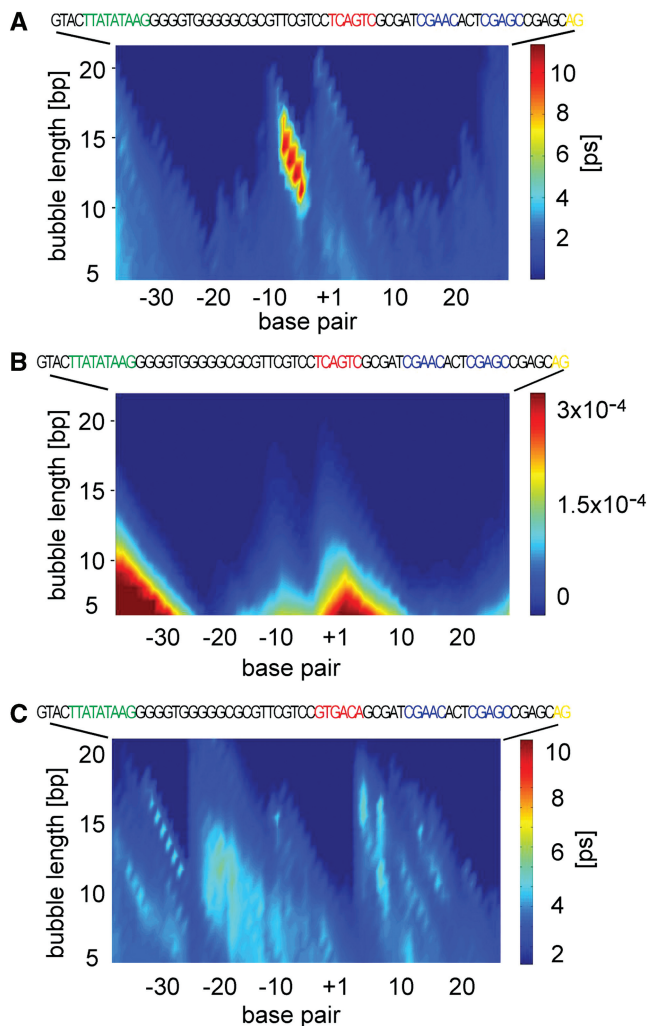 A
GTACTTATATAAGGGGGTGGGGGCGCGTTCGTCCTCAGTCGCGATCGAACACTCGAGCCGAGCAG
bubble length [bp]
20
15
10
5
-30 -20 -10 +1 10 20
base pair
10
8
6
4
2
[ps]
B
GTACTTATATAAGGGGGTGGGGGCGCGTTCGTCCTCAGTCGCGATCGAACACTCGAGCCGAGCAG
bubble length [bp]
20
15
10
5
-30 -20 -10 +1 10 20
base pair
3x10⁻⁴
1.5x10⁻⁴
0
C
GTACTTATATAAGGGGGTGGGGGCGCGTTCGTCCGTGACAGCGATCGAACACTCGAGCCGAGCAG
bubble length [bp]
20
15
10
5
-30 -20 -10 +1 10 20
base pair
10
8
6
4
2
[ps]